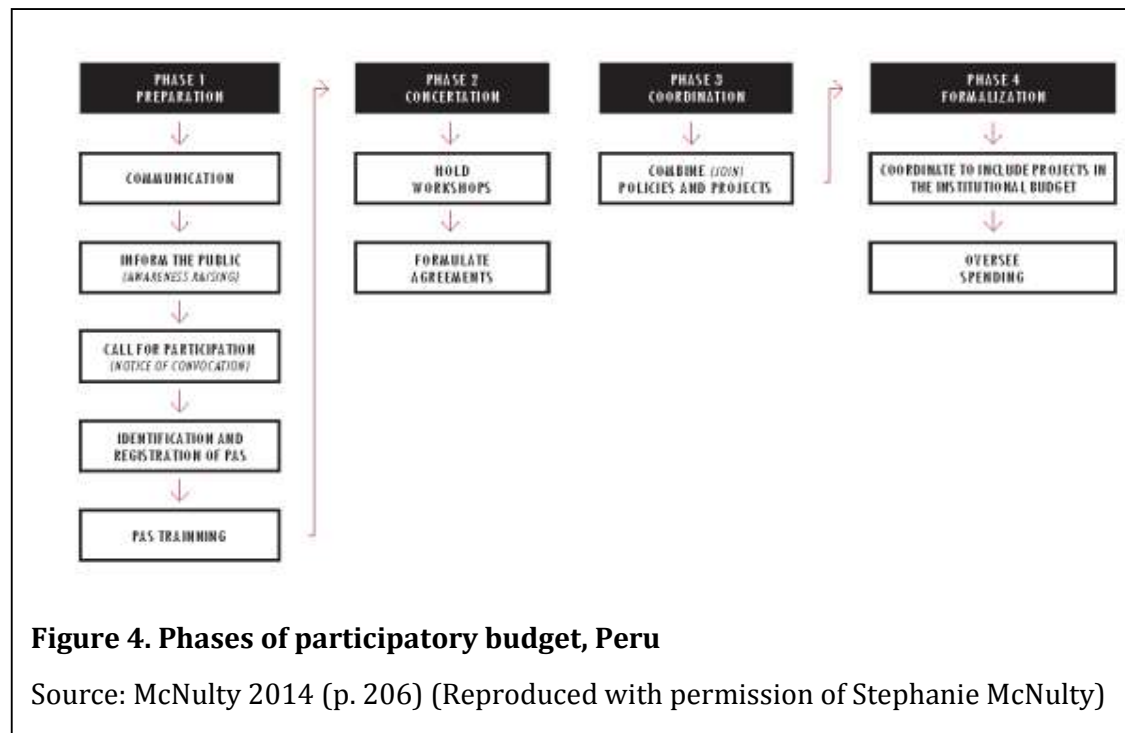 PHASE 1
PREPARATION
COMMUNICATION
INFORM THE PUBLIC
(AWARENESS RAISING)
CALL FOR PARTICIPATION
(NOTICE OF CONVOCATION)
IDENTIFICATION AND
REGISTRATION OF PAS
PAS TRAINNING
PHASE 2
CONCERTATION
HOLD
WORKSHOPS
FORMULATE
AGREEMENTS
PHASE 3
COORDINATION
COMBINE (JOIN)
POLICIES AND PROJECTS
PHASE 4
FORMALIZATION
COORDINATE TO INCLUDE PROJECTS IN
THE INSTITUTIONAL BUDGET
OVERSEE
SPENDING
Figure 4. Phases of participatory budget, Peru
Source: McNulty 2014 (p. 206) (Reproduced with permission of Stephanie McNulty)